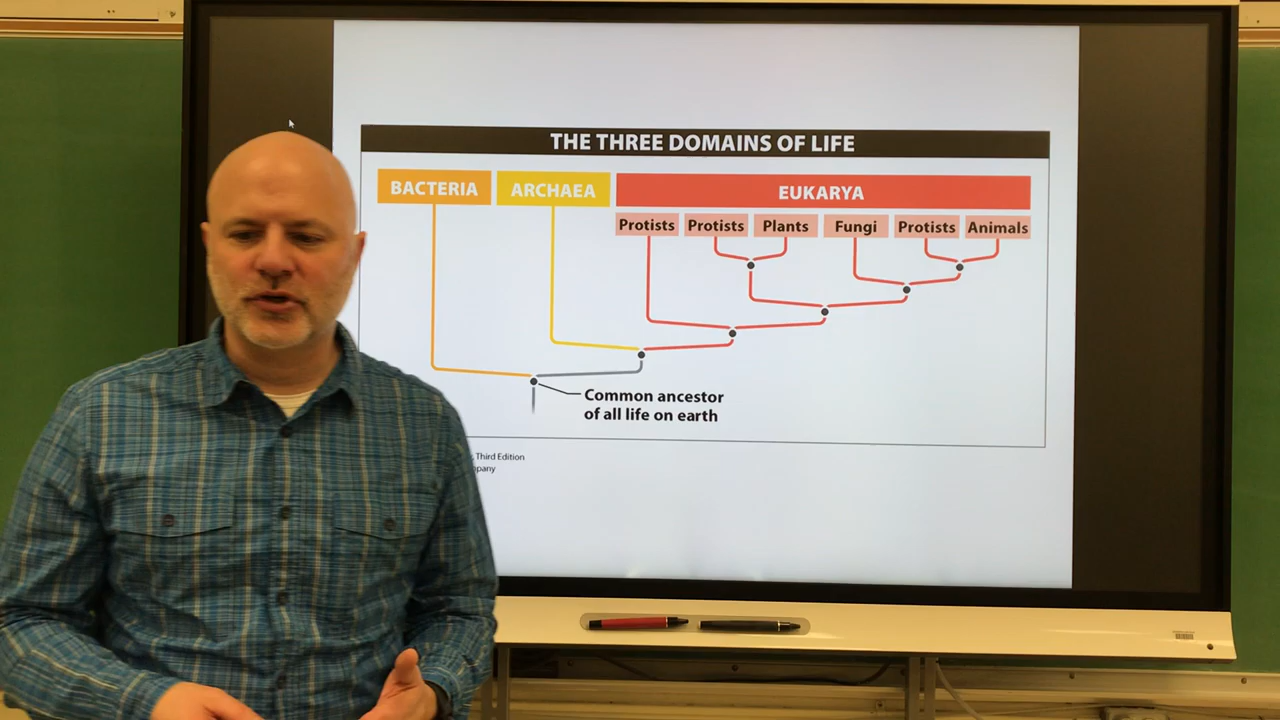 THE THREE DOMAINS OF LIFE
BACTERIA ARCHAEA EUKARYA
Protists Protists Plants Fungi Protists Animals
Common ancestor
of all life on earth
Third Edition